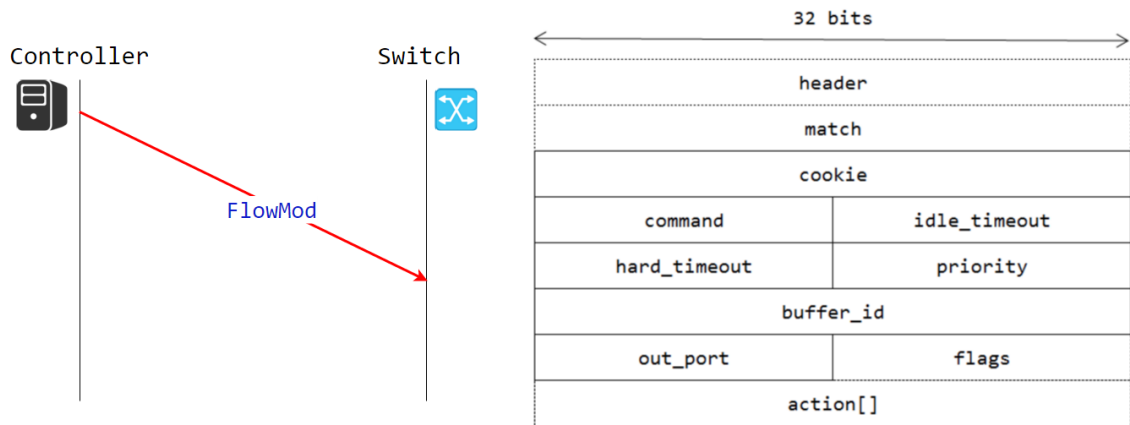 Controller
Switch
FlowMod
32 bits
header
match
cookie
command idle_timeout
hard_timeout priority
buffer_id
out_port flags
action[]